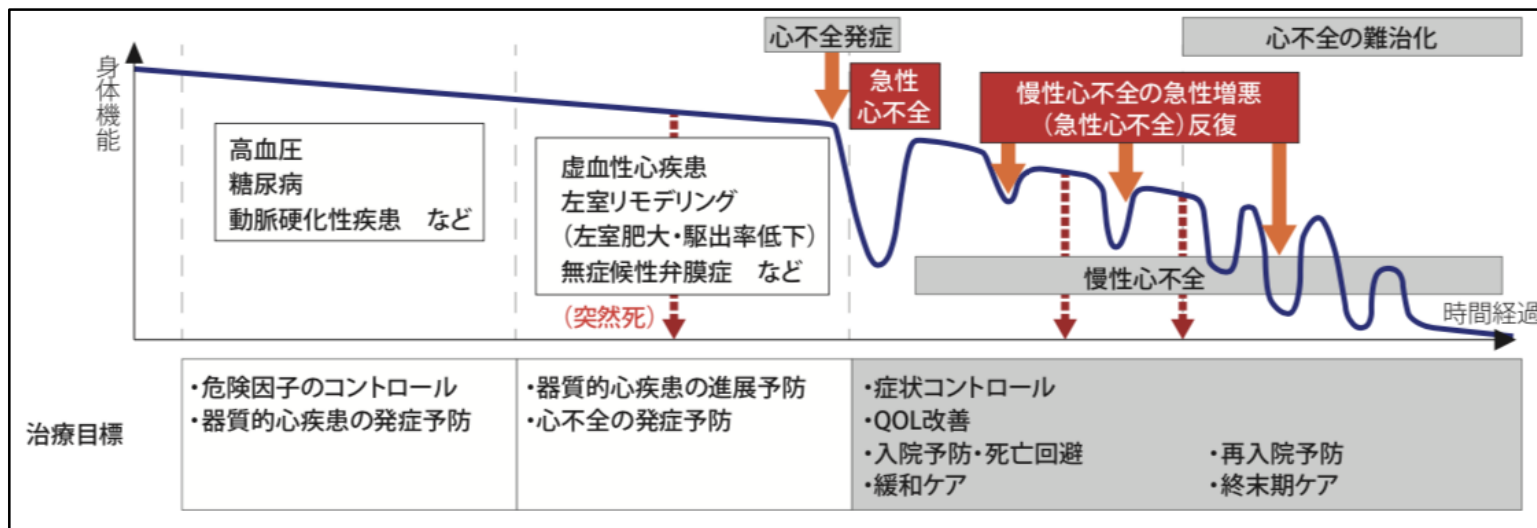 心不全発症
心不全の難治化
身体機能
急性
心不全
慢性心不全の急性増悪
(急性心不全)反復
高血圧
糖尿病
動脈硬化性疾患 など
虚血性心疾患
左室リモデリング
(左室肥大・駆出率低下)
無症候性弁膜症 など
慢性心不全
(突然死)
時間経過
治療目標
・危険因子のコントロール
・器質的心疾患の発症予防
・器質的心疾患の進展予防
・心不全の発症予防
・症状コントロール
・QOL改善
・入院予防・死亡回避
・緩和ケア
・再入院予防
・終末期ケア